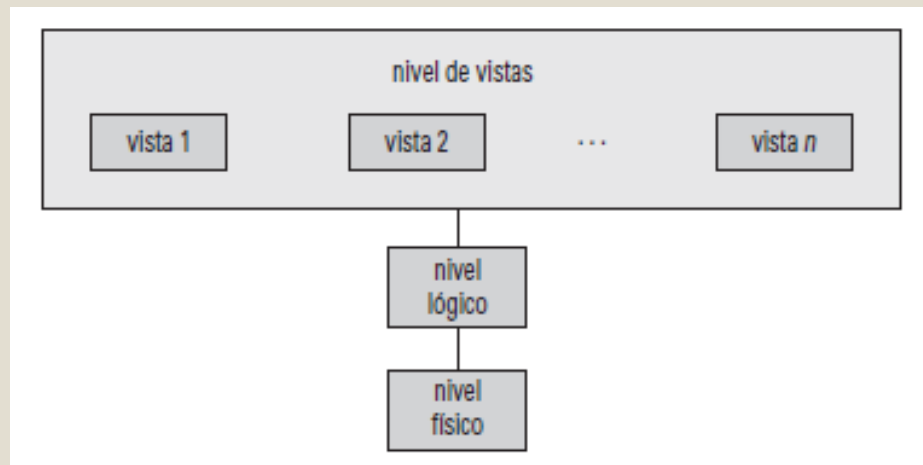 nivel de vistas
vista 1 vista 2 ... vista n
nivel
lógico
nivel
físico